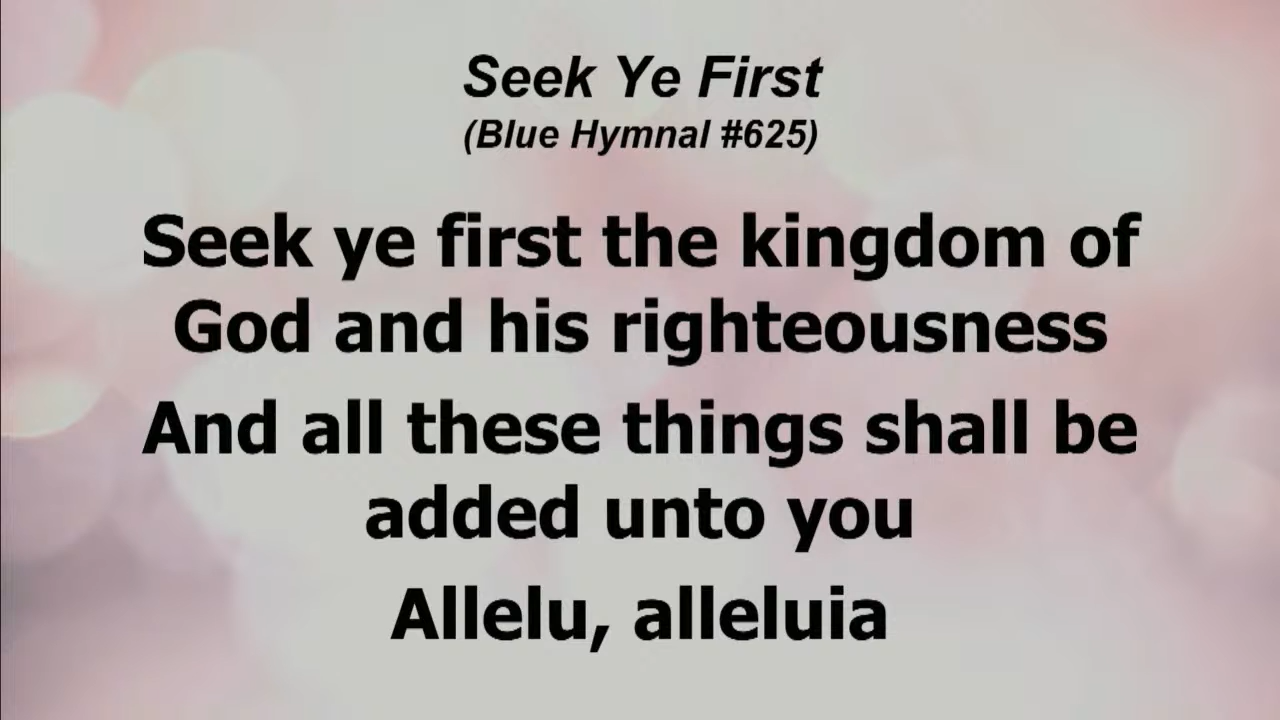 Seek Ye First
(Blue Hymnal #625)
Seek ye first the kingdom of
God and his righteousness
And all these things shall be
added unto you
Allelu, alleluia